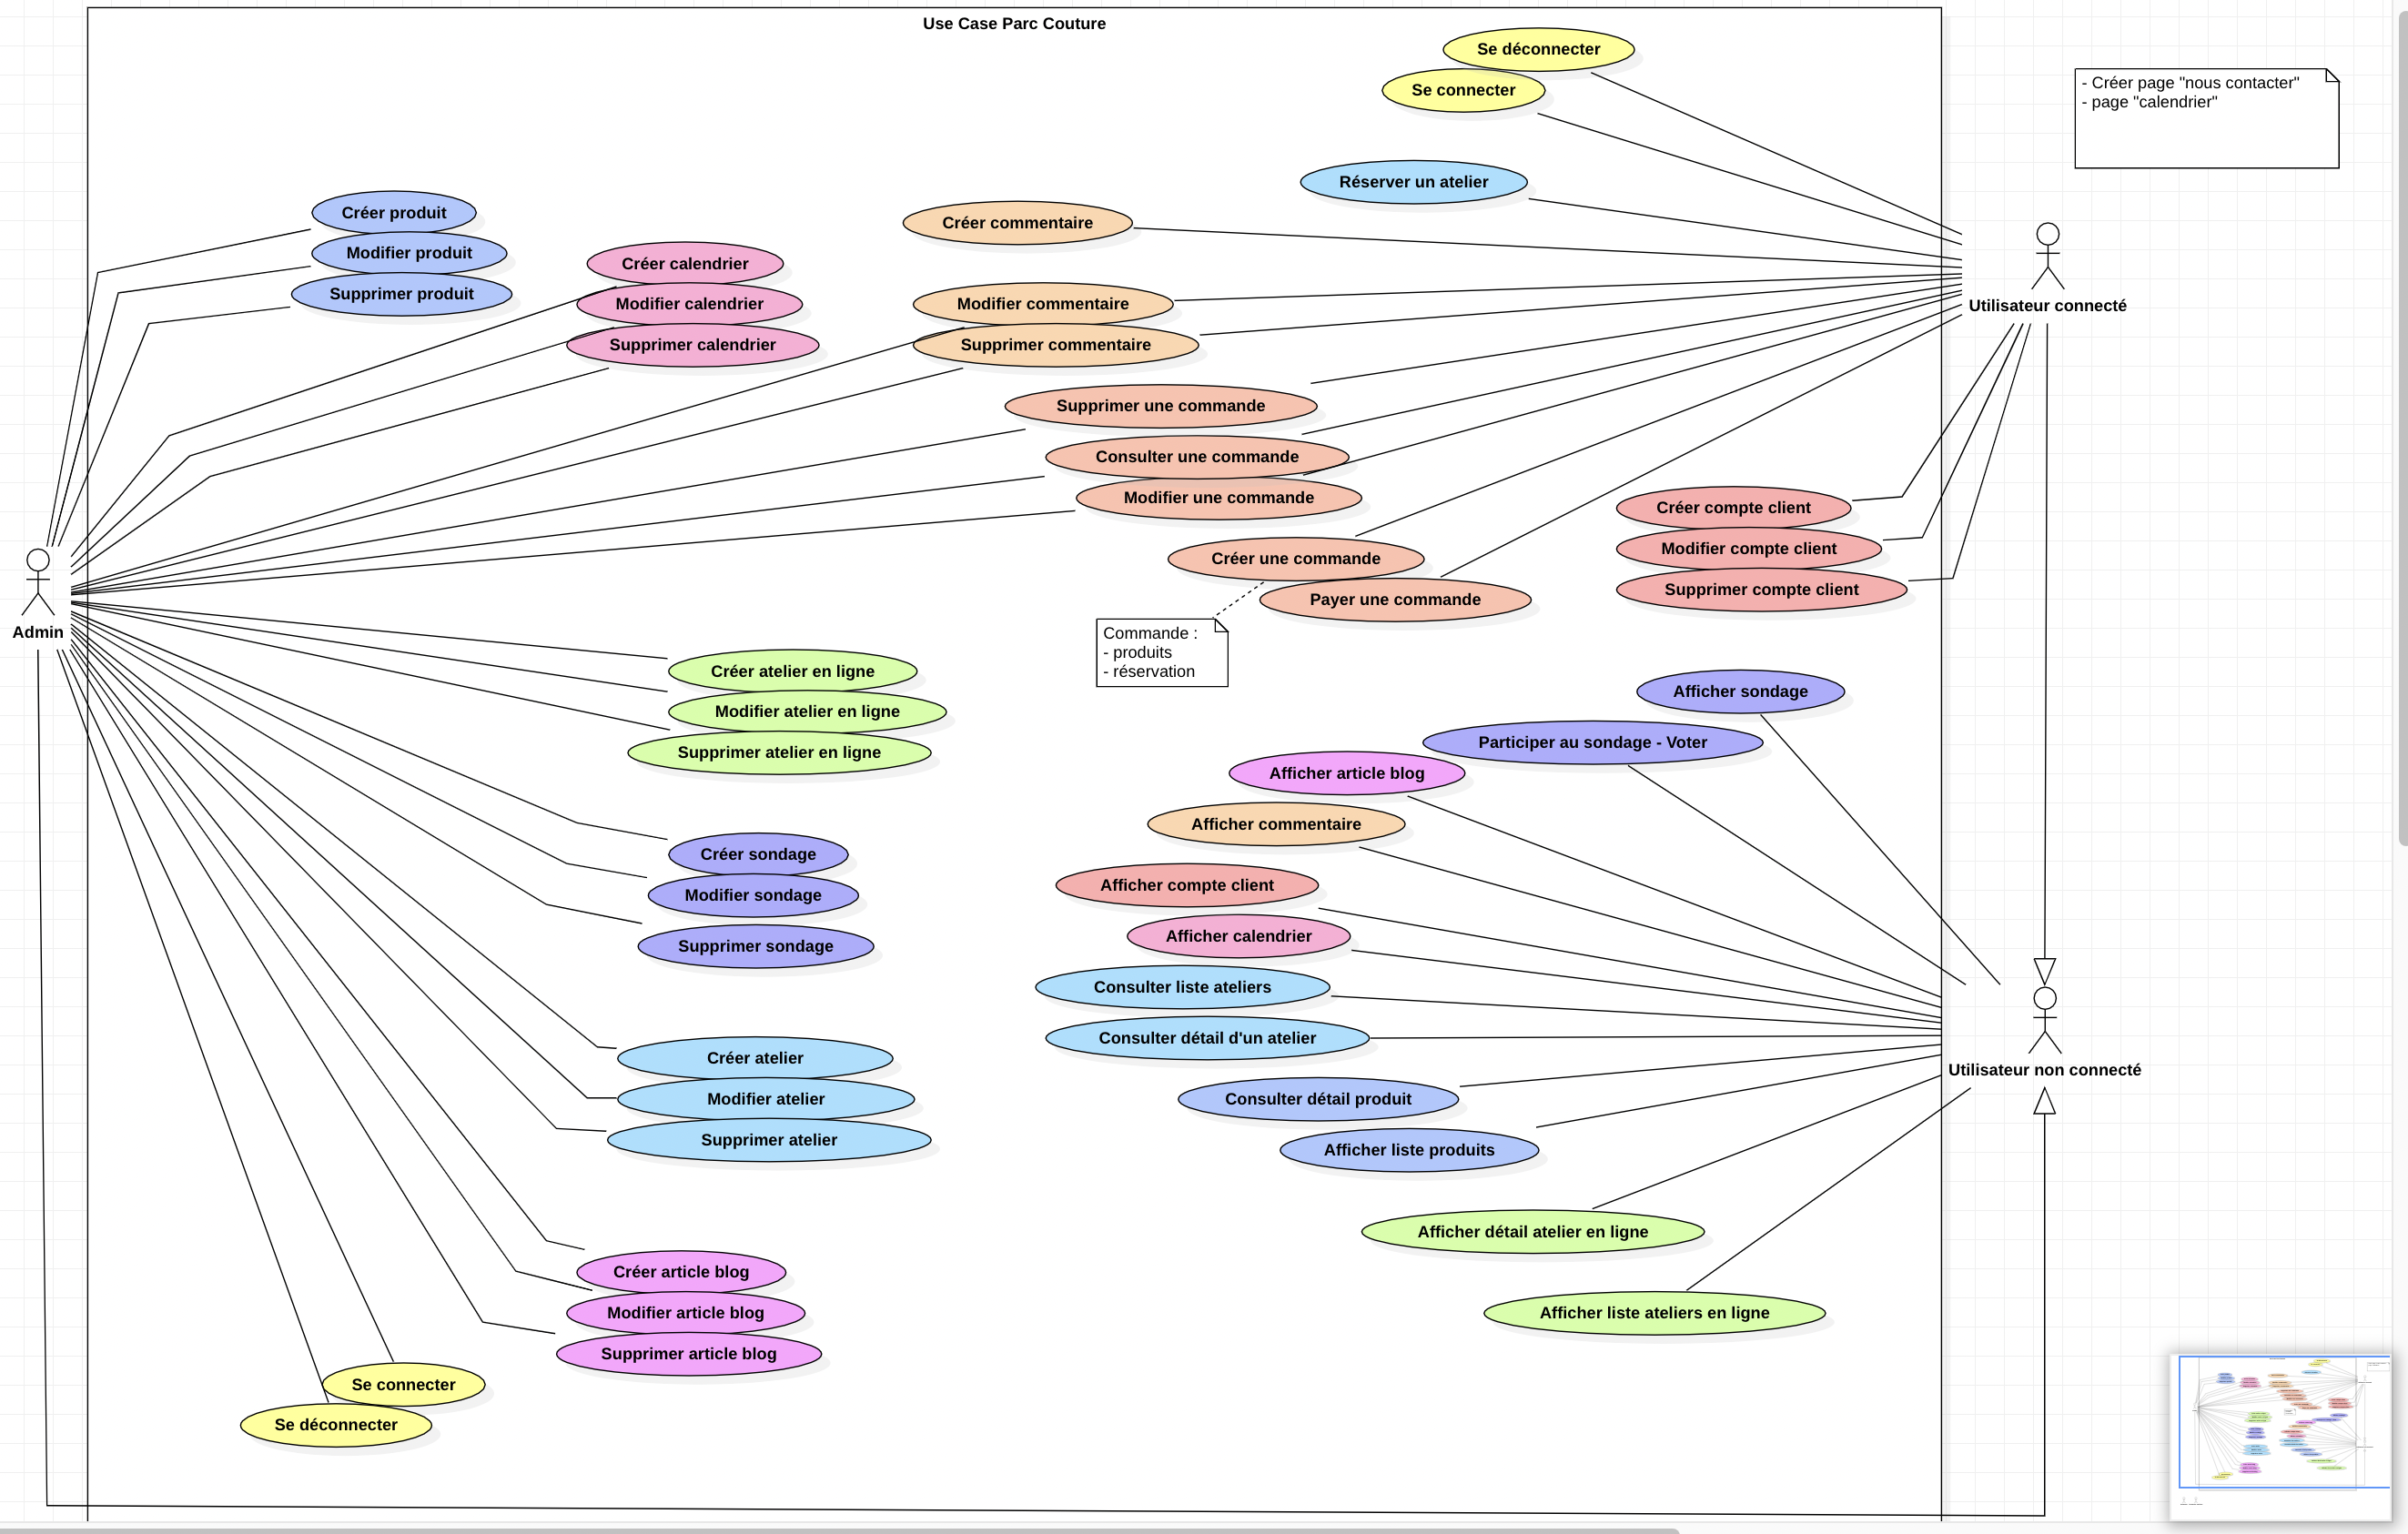 Use Case Parc Couture
Se déconnecter
Se connecter
- Créer page "nous contacter"
- page "calendrier"
Réserver un atelier
Créer produit
Créer commentaire
Modifier produit
Créer calendrier
Supprimer produit
Modifier calendrier
Modifier commentaire
Utilisateur connecté
Supprimer calendrier
Supprimer commentaire
Supprimer une commande
Consulter une commande
Modifier une commande
Créer compte client
Modifier compte client
Créer une commande
Supprimer compte client
Payer une commande
Admin
Commande :
- produits
- réservation
Créer atelier en ligne
Modifier atelier en ligne
Supprimer atelier en ligne
Afficher sondage
Participer au sondage - Voter
Afficher article blog
Afficher commentaire
Créer sondage
Afficher compte client
Modifier sondage
Afficher calendrier
Supprimer sondage
Consulter liste ateliers
Consulter détail d'un atelier
Créer atelier
Utilisateur non connecté
Modifier atelier
Consulter détail produit
Supprimer atelier
Afficher liste produits
Afficher détail atelier en ligne
Créer article blog
Modifier article blog
Afficher liste ateliers en ligne
Supprimer article blog
Se connecter
Se déconnecter